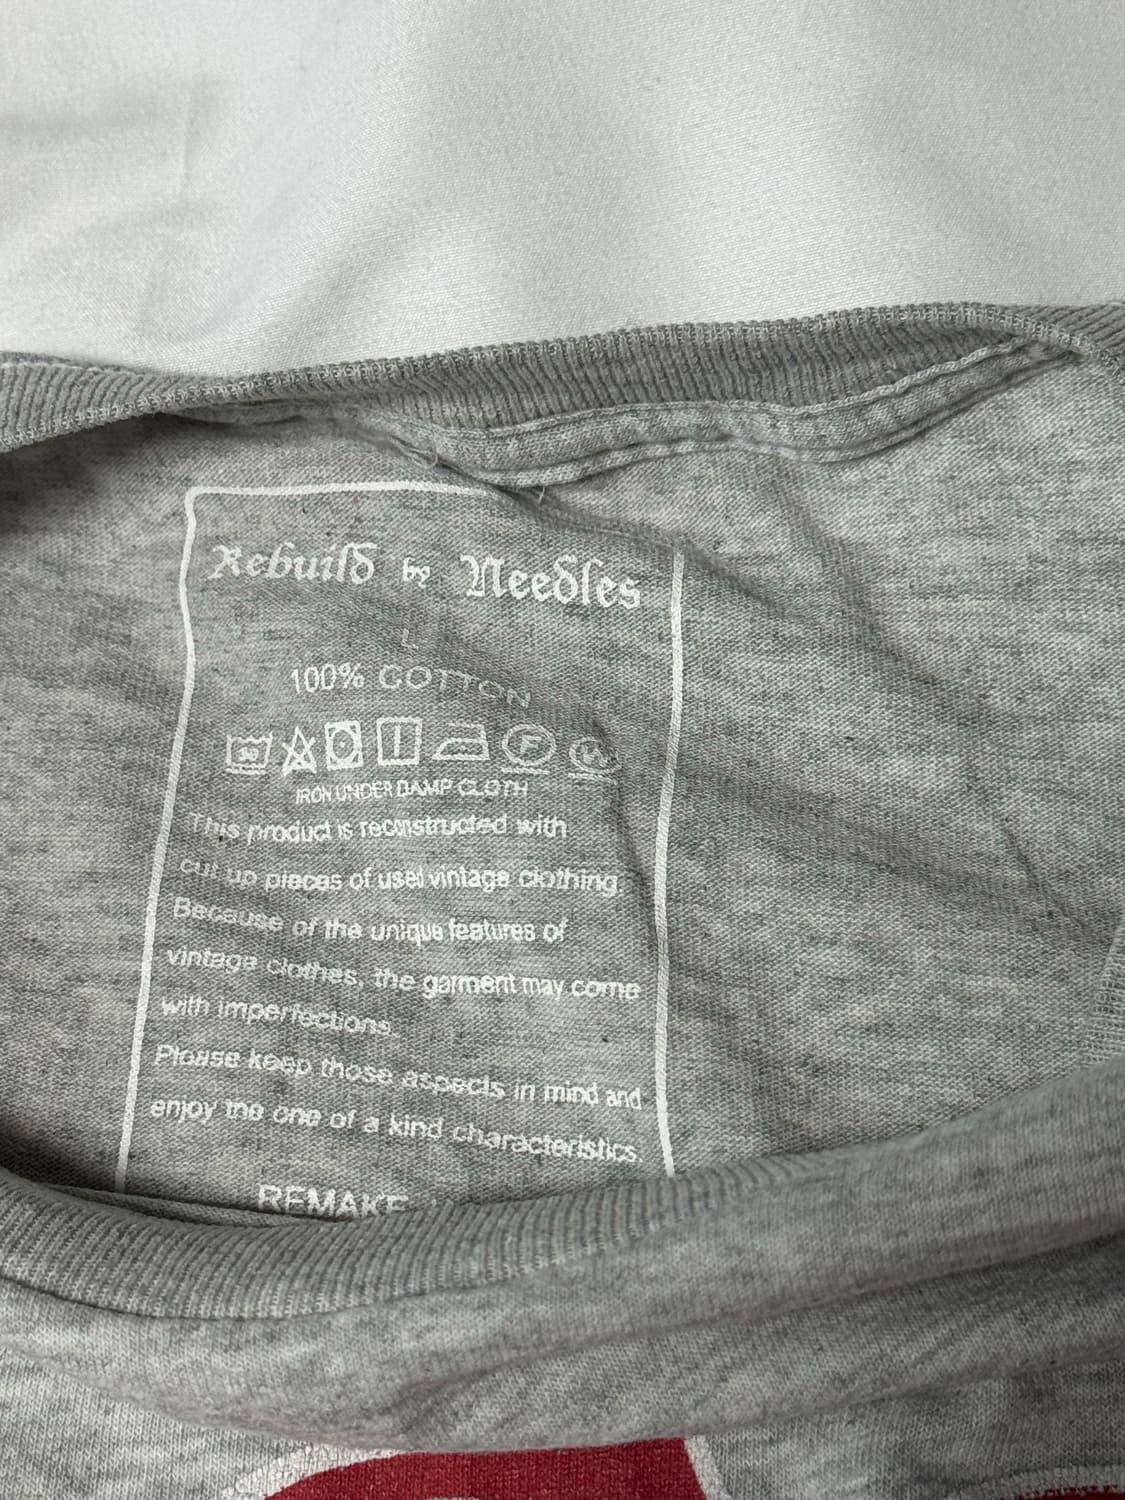 Rebuild by Needles
L
100% COTTON
F W
IRON UNDER DAMP CLOTH
This product is reconstructed with
cut up pieces of used vintage clothing.
Because of the unique features of
vintage clothes, the garment may come
with imperfections.
Please keep those aspects in mind and
enjoy the one of a kind characteristics.
REMAKE